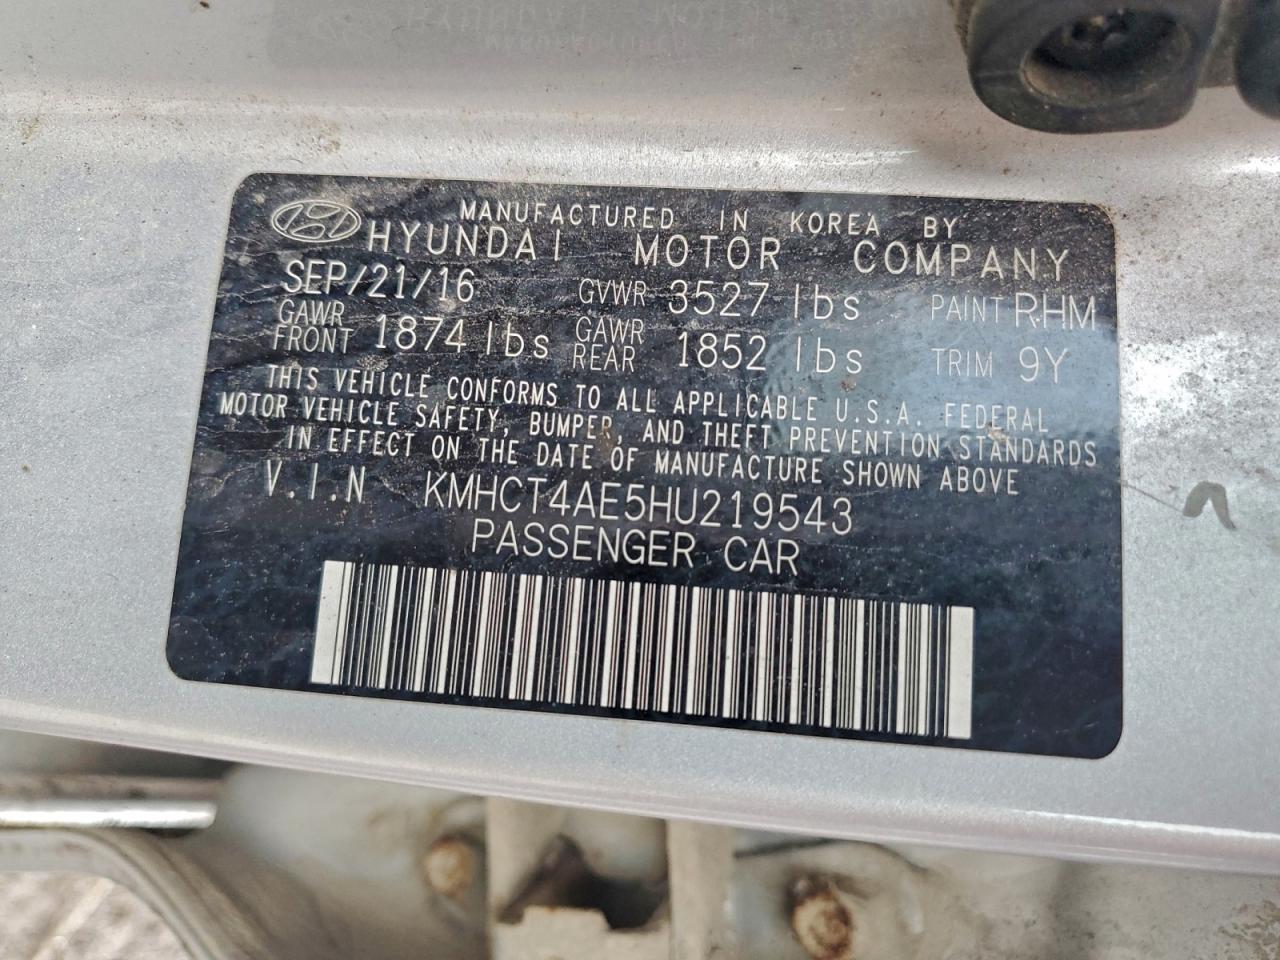 MANUFACTURED IN KOREA BY
HYUNDAI MOTOR COMPANY
SEP/21/16 GVWR 3527 lbs PAINT RHM
GAWR FRONT 1874 lbs GAWR REAR 1852 lbs TRIM 9Y
THIS VEHICLE CONFORMS TO ALL APPLICABLE U.S.A. FEDERAL
MOTOR VEHICLE SAFETY, BUMPER, AND THEFT PREVENTION STANDARDS
IN EFFECT ON THE DATE OF MANUFACTURE SHOWN ABOVE
V.I.N KMHCT4AE5HU219543
PASSENGER CAR